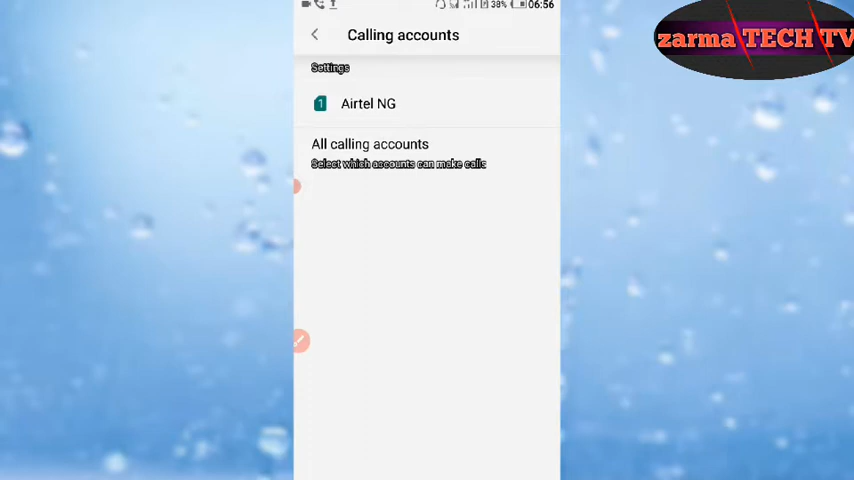 38% 06:56
zarma TECH TV
Calling accounts
Settings
1 Airtel NG
All calling accounts
Select which accounts can make calls